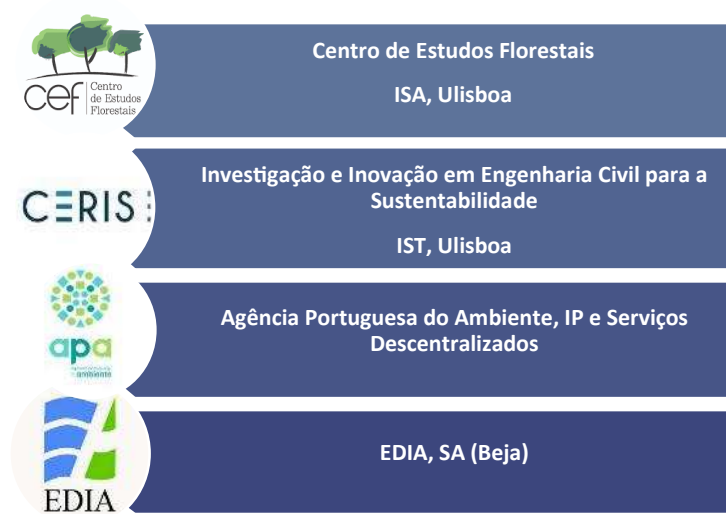 CEF
Centro
de Estudos
Florestais
Centro de Estudos Florestais
ISA, Ulisboa
CERIS
Investigação e Inovação em Engenharia Civil para a
Sustentabilidade
IST, Ulisboa
apa
ambiente
Agência Portuguesa do Ambiente, IP e Serviços
Descentralizados
EDIA
EDIA, SA (Beja)